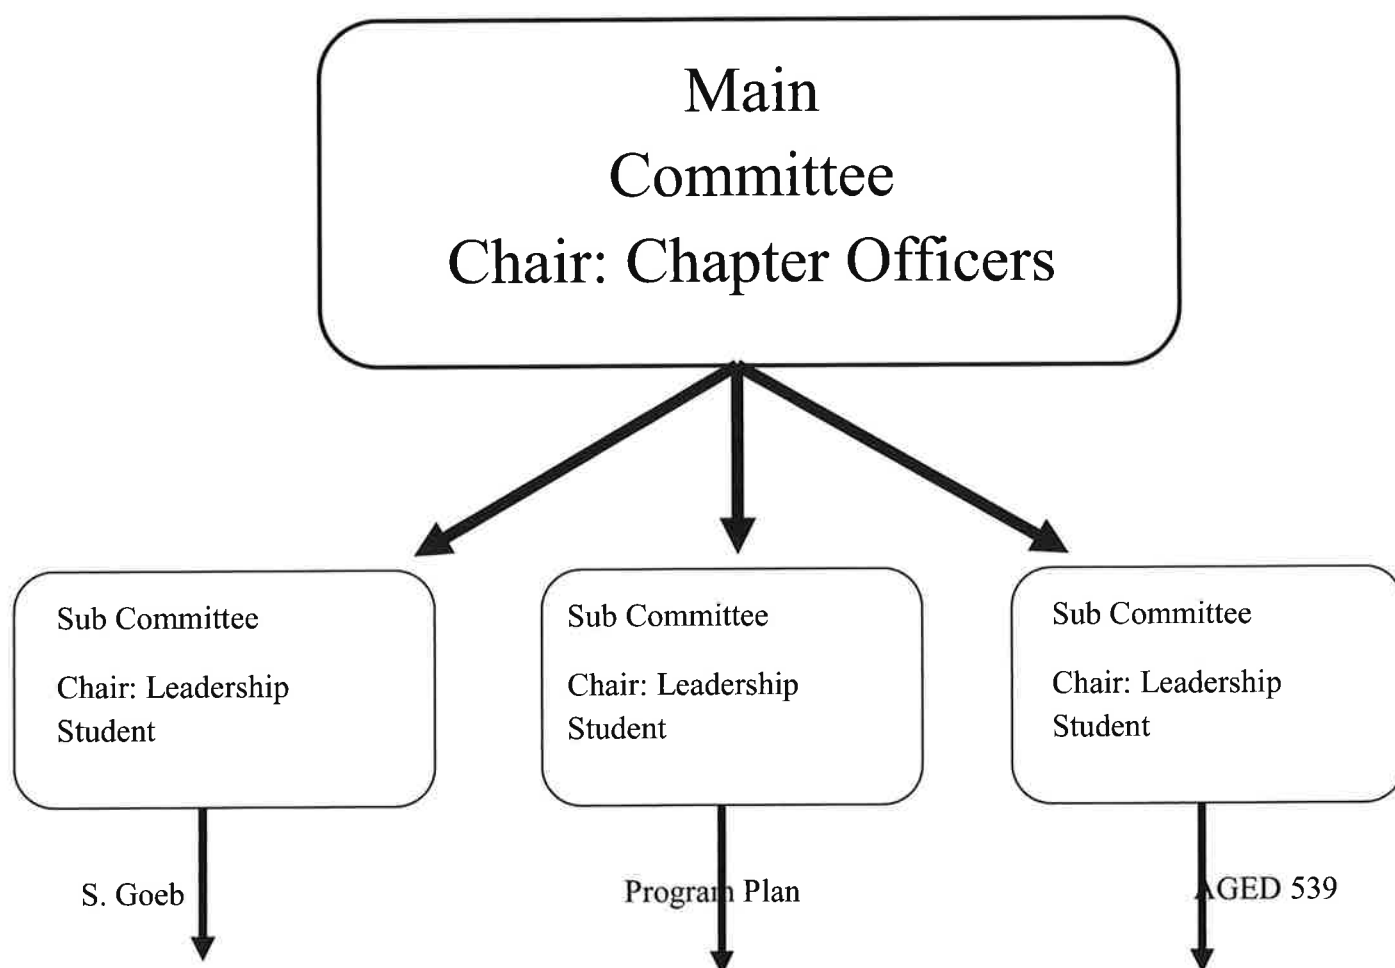 Main
Committee
Chair: Chapter Officers
Sub Committee
Chair: Leadership
Student
Sub Committee
Chair: Leadership
Student
Sub Committee
Chair: Leadership
Student
S. Goeb
Program Plan
AGED 539